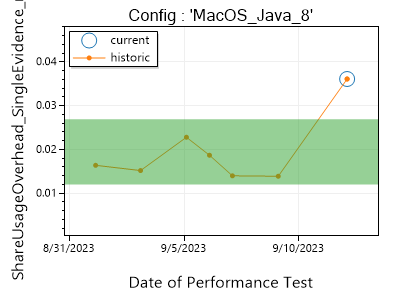 Config : 'MacOS_Java_8'
current
historic
ShareUsageOverhead_SingleEvidence_
0.04
0.03
0.02
0.01
8/31/2023
9/5/2023
9/10/2023
Date of Performance Test